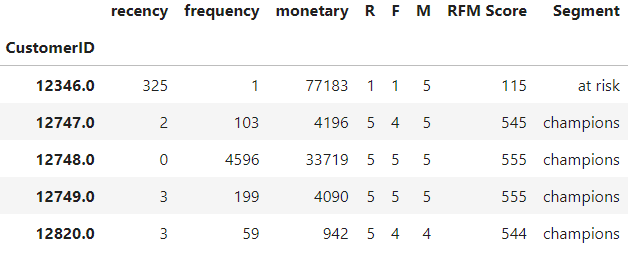 recency frequency monetary R F M RFM Score Segment
CustomerID
12346.0 325 1 77183 1 1 5 115 at risk
12747.0 2 103 4196 5 4 5 545 champions
12748.0 0 4596 33719 5 5 5 555 champions
12749.0 3 199 4090 5 5 5 555 champions
12820.0 3 59 942 5 4 4 544 champions